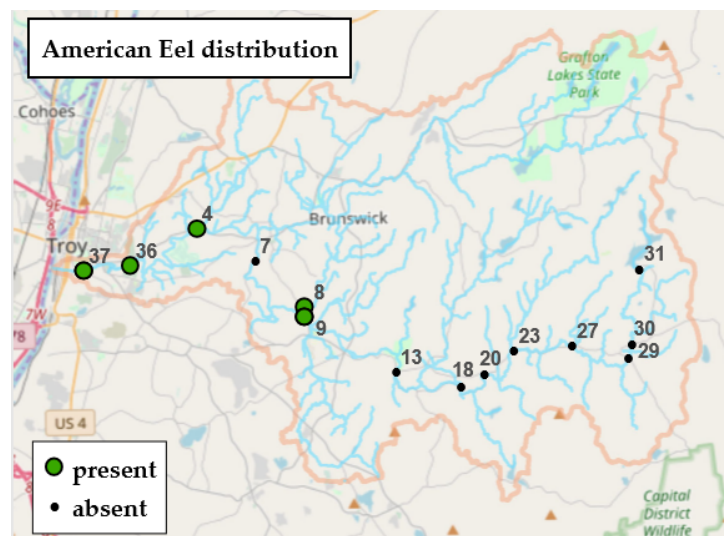 American Eel distribution
Grafton
Lakes State
Park
Cohoes
9E
8
4
Brunswick
Troy
37
36
7
31
8
9
7W
78
13
18
20
23
27
30
29
US 4
present
absent
Capital
District
Wildlife